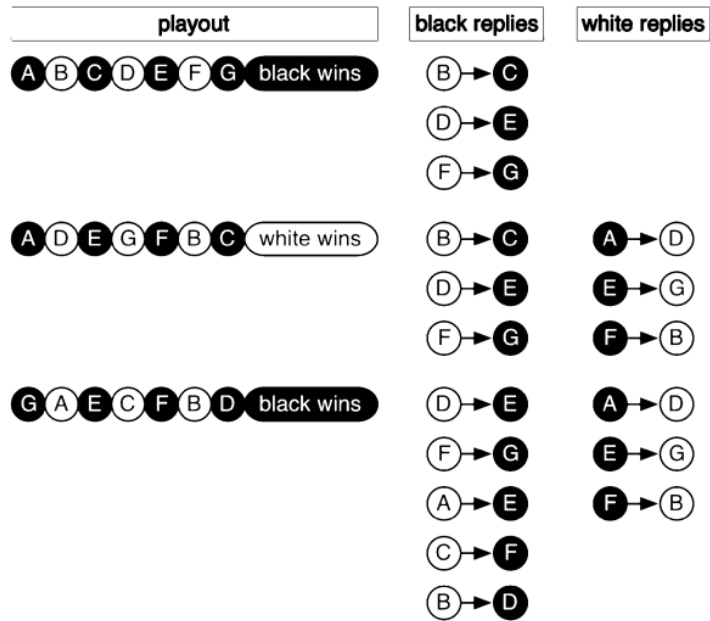 playout black replies white replies
A B C D E F G black wins B C
D E
F G
A D E G F B C white wins B C A D
D E E G
F G F B
G A E C F B D black wins D E A D
F G E G
A E F B
C F
B D